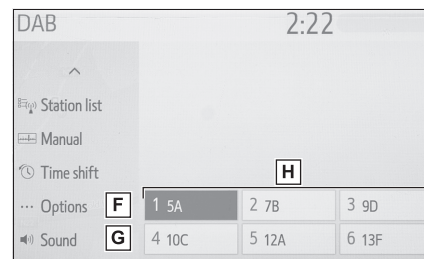 DAB 2:22
Station list
Manual
Time shift
H
Options F 1 5A 2 7B 3 9D
Sound G 4 10C 5 12A 6 13F